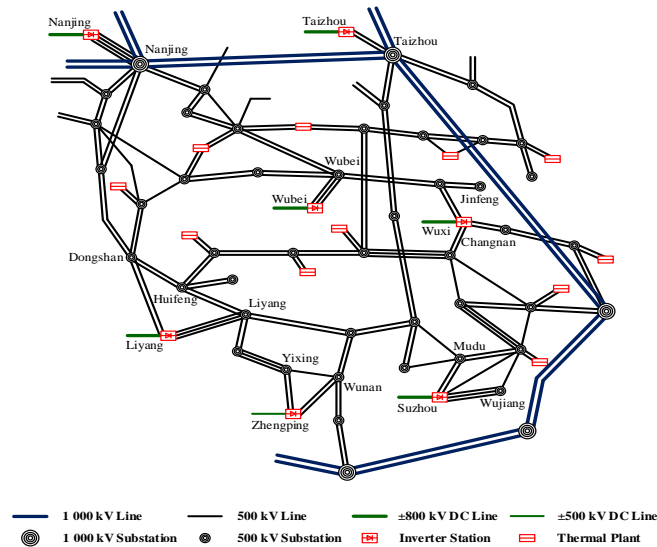 Nanjing
Taizhou
Nanjing
Taizhou
Wubei
Jinfeng
Wubei
Wuxi
Changnan
Dongshan
Huifeng
Liyang
Liyang
Mudu
Yixing
Wunan
Suzhou
Wujiang
Zhengping
1 000 kV Line
500 kV Line
±800 kV DC Line
±500 kV DC Line
1 000 kV Substation
500 kV Substation
Inverter Station
Thermal Plant